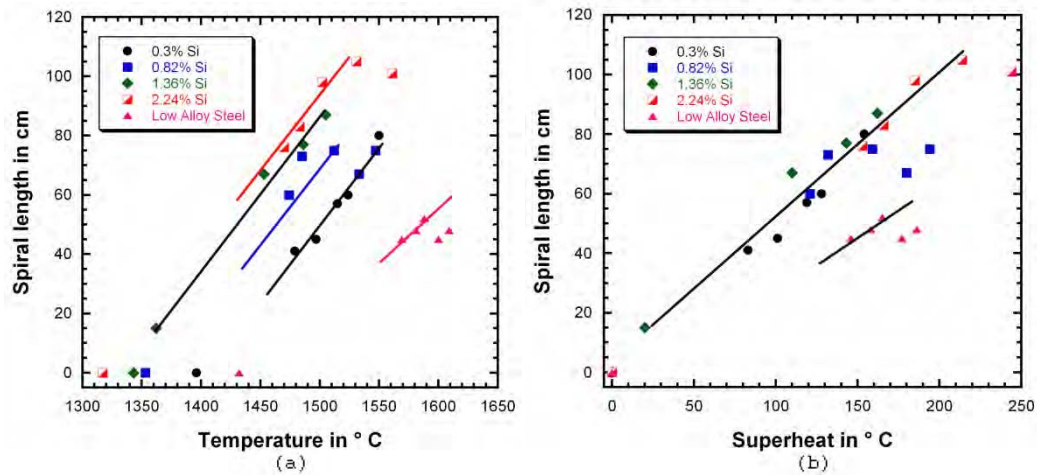 120
100
80
60
40
20
0
Spiral length in cm
0.3% Si
0.82% Si
1.36% Si
2.24% Si
Low Alloy Steel
1300 1350 1400 1450 1500 1550 1600 1650
Temperature in ° C
(a)
120
100
80
60
40
20
0
Spiral length in cm
0.3% Si
0.82% Si
1.36% Si
2.24% Si
Low Alloy Steel
0 50 100 150 200 250
Superheat in ° C
(b)